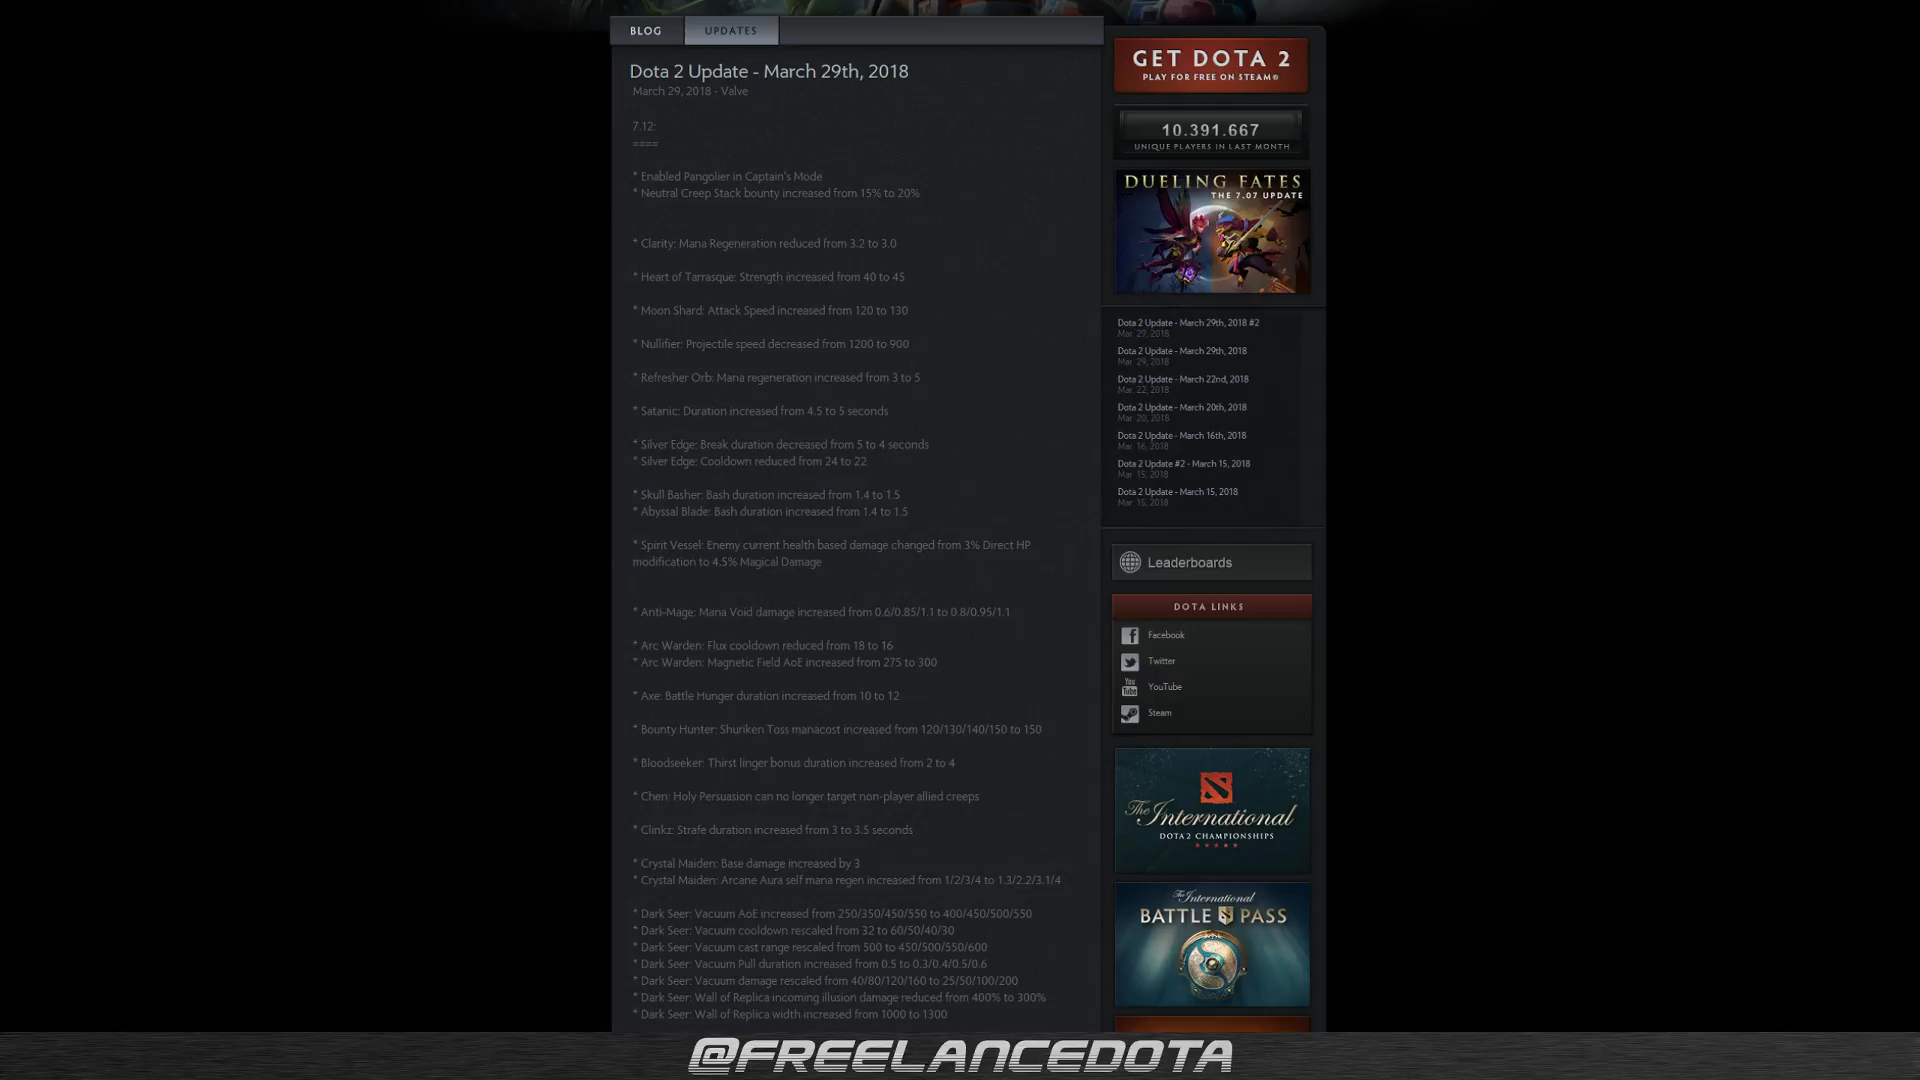 BLOG
UPDATES
Dota 2 Update - March 29th, 2018
March 29, 2018 - Valve
7.12:
====
* Enabled Pangolier in Captain's Mode
* Neutral Creep Stack bounty increased from 15% to 20%
* Clarity: Mana Regeneration reduced from 3.2 to 3.0
* Heart of Tarrasque: Strength increased from 40 to 45
* Moon Shard: Attack Speed increased from 120 to 130
* Nullifier: Projectile speed decreased from 1200 to 900
* Refresher Orb: Mana regeneration increased from 3 to 5
* Satanic: Duration increased from 4.5 to 5 seconds
* Silver Edge: Break duration decreased from 5 to 4 seconds
* Silver Edge: Cooldown reduced from 24 to 22
* Skull Basher: Bash duration increased from 1.4 to 1.5
* Abyssal Blade: Bash duration increased from 1.4 to 1.5
* Spirit Vessel: Enemy current health based damage changed from 3% Direct HP
modification to 4.5% Magical Damage
* Anti-Mage: Mana Void damage increased from 0.6/0.85/1.1 to 0.8/0.95/1.1
* Arc Warden: Flux cooldown reduced from 18 to 16
* Arc Warden: Magnetic Field AoE increased from 275 to 300
* Axe: Battle Hunger duration increased from 10 to 12
* Bounty Hunter: Shuriken Toss manacost increased from 120/130/140/150 to 150
* Bloodseeker: Thirst linger bonus duration increased from 2 to 4
* Chen: Holy Persuasion can no longer target non-player allied creeps
* Clinkz: Strafe duration increased from 3 to 3.5 seconds
* Crystal Maiden: Base damage increased by 3
* Crystal Maiden: Arcane Aura self mana regen increased from 1/2/3/4 to 1.3/2.2/3.1/4
* Dark Seer: Vacuum AoE increased from 250/350/450/550 to 400/450/500/550
* Dark Seer: Vacuum cooldown rescaled from 32 to 60/50/40/30
* Dark Seer: Vacuum cast range rescaled from 500 to 450/500/550/600
* Dark Seer: Vacuum Pull duration increased from 0.5 to 0.3/0.4/0.5/0.6
* Dark Seer: Vacuum damage rescaled from 40/80/120/160 to 25/50/100/200
* Dark Seer: Wall of Replica incoming illusion damage reduced from 400% to 300%
* Dark Seer: Wall of Replica width increased from 1000 to 1300
GET DOTA 2
PLAY FOR FREE ON STEAM®
10.391.667
UNIQUE PLAYERS IN LAST MONTH
DUELING FATES
THE 7.07 UPDATE
Dota 2 Update - March 29th, 2018 #2
Mar. 29, 2018
Dota 2 Update - March 29th, 2018
Mar. 29, 2018
Dota 2 Update - March 22nd, 2018
Mar. 22, 2018
Dota 2 Update - March 20th, 2018
Mar. 20, 2018
Dota 2 Update - March 16th, 2018
Mar. 16, 2018
Dota 2 Update #2 - March 15, 2018
Mar. 15, 2018
Dota 2 Update - March 15, 2018
Mar. 15, 2018
Leaderboards
DOTA LINKS
Facebook
Twitter
YouTube
Steam
The International
DOTA 2 CHAMPIONSHIPS
The International
BATTLE PASS
@FREELANCEDOTA